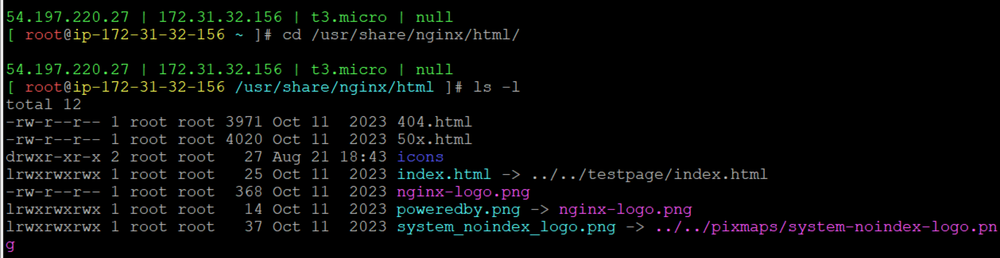 54.197.220.27 | 172.31.32.156 | t3.micro | null
[ root@ip-172-31-32-156 ~ ]# cd /usr/share/nginx/html/

54.197.220.27 | 172.31.32.156 | t3.micro | null
[ root@ip-172-31-32-156 /usr/share/nginx/html ]# ls -l
total 12
-rw-r--r-- 1 root root 3971 Oct 11  2023 404.html
-rw-r--r-- 1 root root 4020 Oct 11  2023 50x.html
drwxr-xr-x 2 root root   27 Aug 21 18:43 icons
lrwxrwxrwx 1 root root   25 Oct 11  2023 index.html -> ../../testpage/index.html
-rw-r--r-- 1 root root  368 Oct 11  2023 nginx-logo.png
lrwxrwxrwx 1 root root   14 Oct 11  2023 poweredby.png -> nginx-logo.png
lrwxrwxrwx 1 root root   37 Oct 11  2023 system_noindex_logo.png -> ../../pixmaps/system-noindex-logo.pn
g